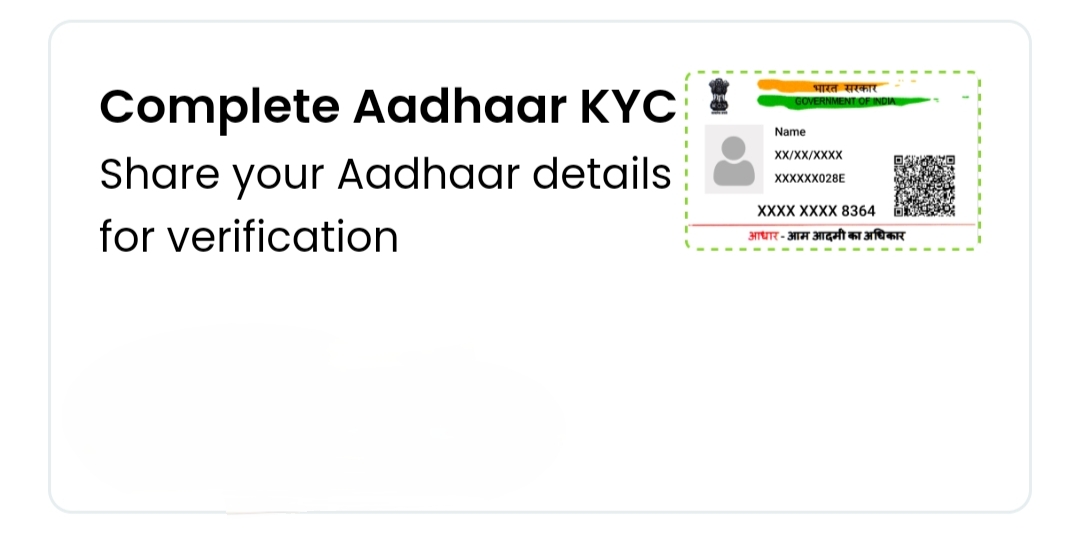 Complete Aadhaar KYC
Share your Aadhaar details
for verification
भारत सरकार
GOVERNMENT OF INDIA
Name
XX/XX/XXXX
XXXXXX028E
XXXX XXXX 8364
आधार - आम आदमी का अधिकार